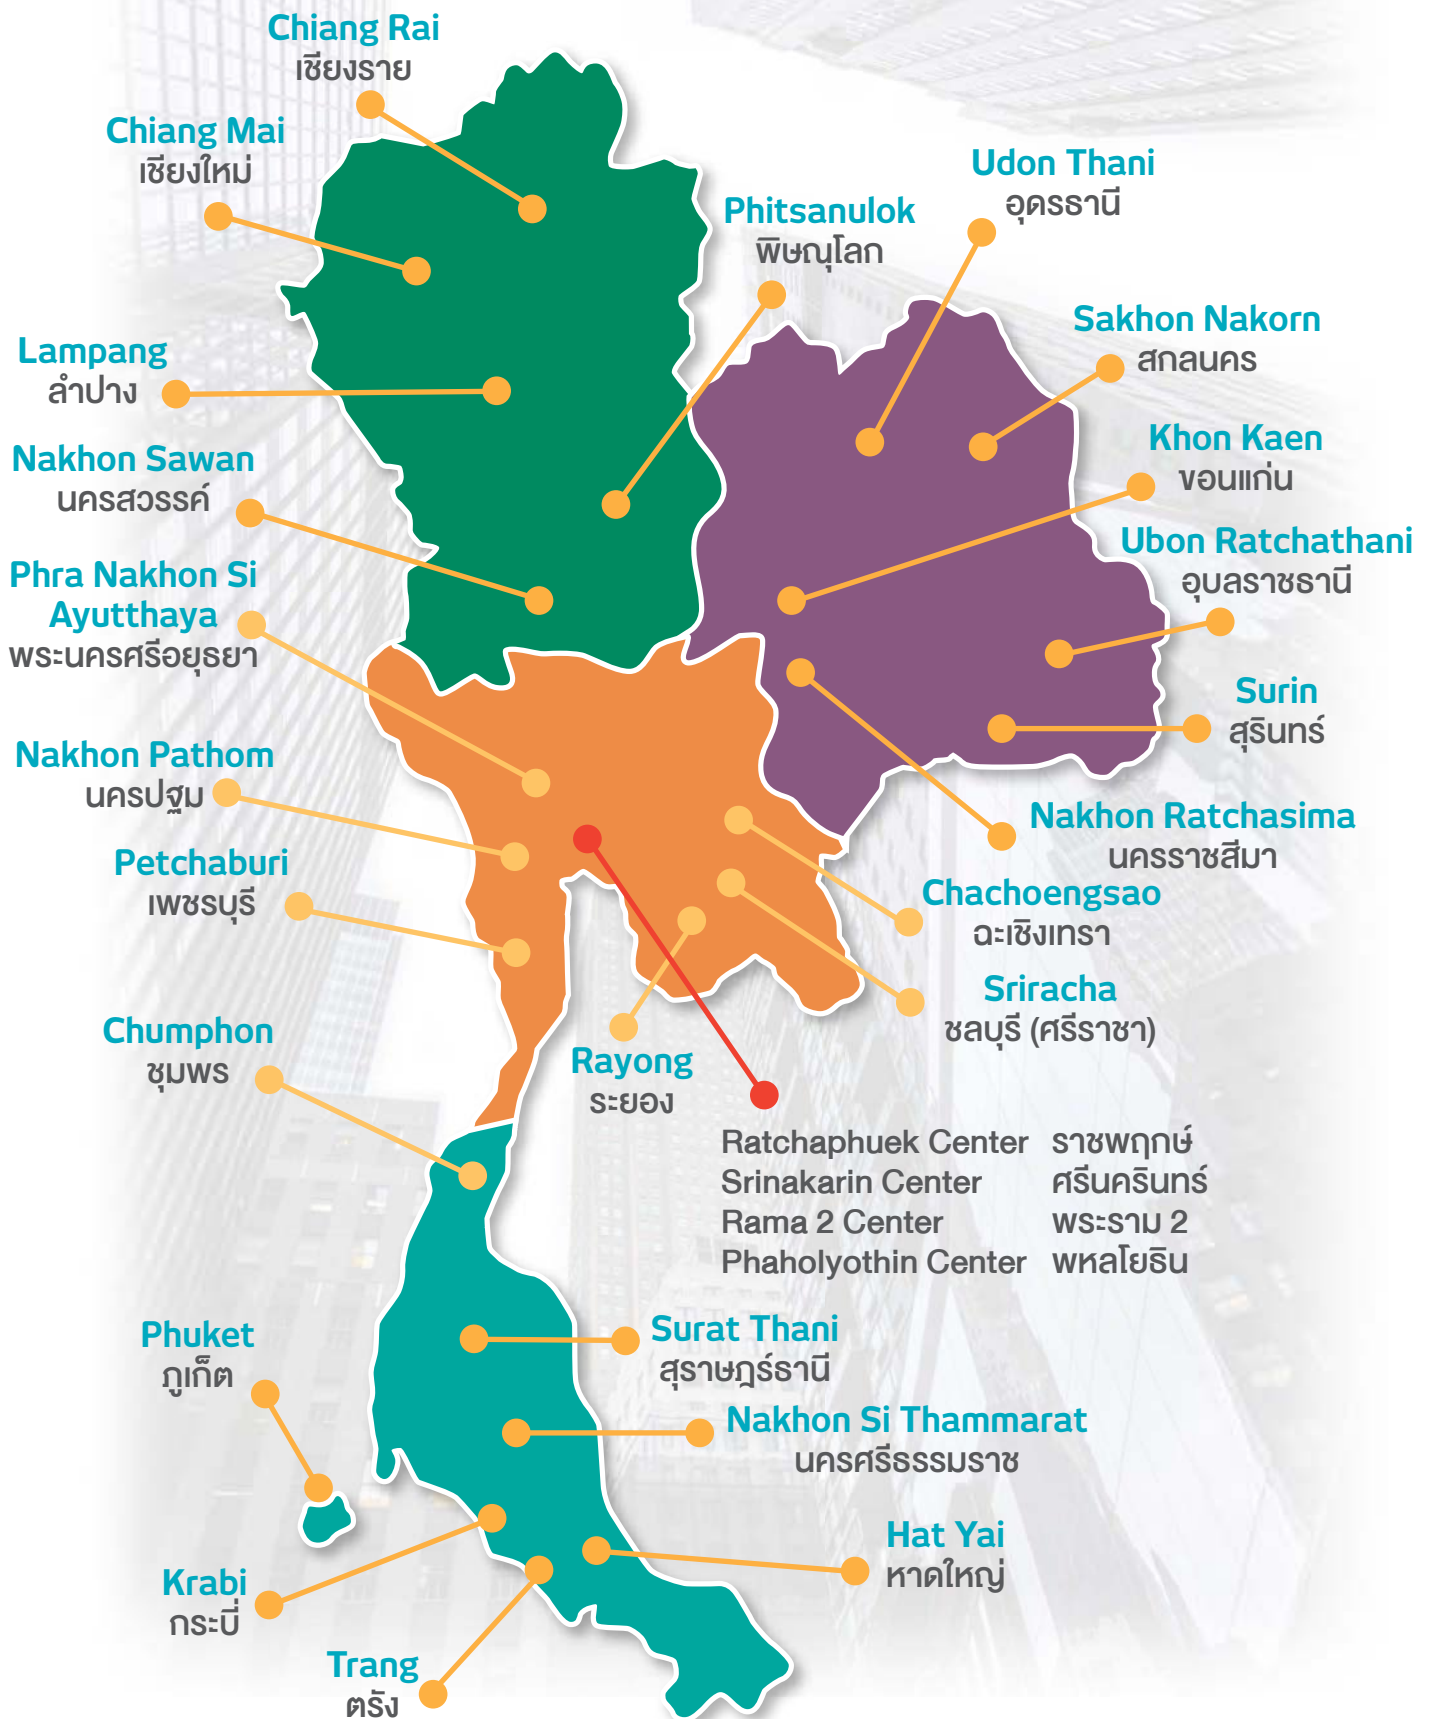 Chiang Rai
เชียงราย
Chiang Mai
เชียงใหม่
Udon Thani
อุดรธานี
Phitsanulok
พิษณุโลก
Sakhon Nakorn
สกลนคร
Lampang
ลำปาง
Khon Kaen
ขอนแก่น
Nakhon Sawan
นครสวรรค์
Ubon Ratchathani
อุบลราชธานี
Phra Nakhon Si
Ayutthaya
พระนครศรีอยุธยา
Surin
สุรินทร์
Nakhon Pathom
นครปฐม
Nakhon Ratchasima
นครราชสีมา
Petchaburi
เพชรบุรี
Chachoengsao
ฉะเชิงเทรา
Sriracha
ชลบุรี (ศรีราชา)
Chumphon
ชุมพร
Rayong
ระยอง
Ratchaphuek Center ราชพฤกษ์
Srinakarin Center ศรีนครินทร์
Rama 2 Center พระราม 2
Phaholyothin Center พหลโยธิน
Surat Thani
สุราษฎร์ธานี
Phuket
ภูเก็ต
Nakhon Si Thammarat
นครศรีธรรมราช
Hat Yai
หาดใหญ่
Krabi
กระบี่
Trang
ตรัง